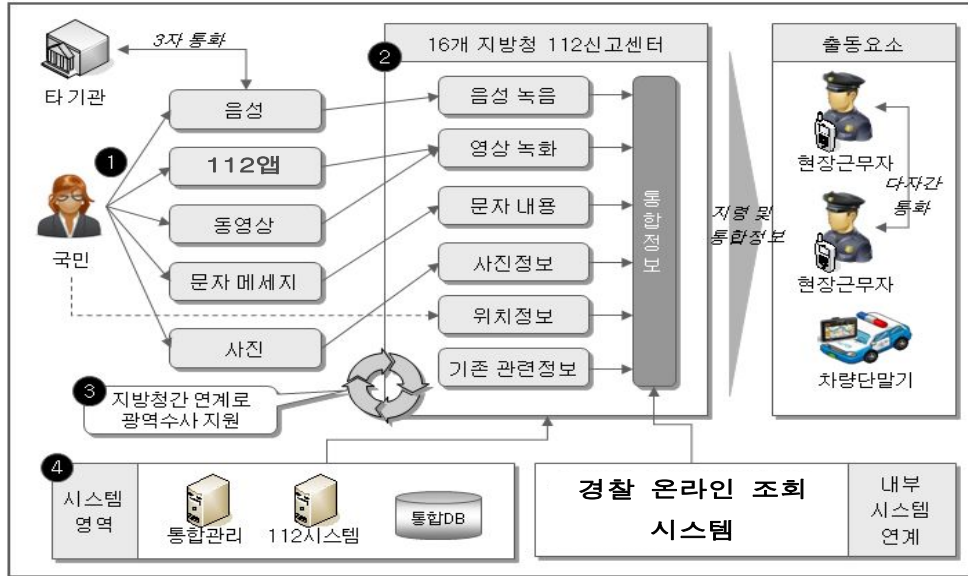 타기관
3자 통화
1
국민
음성
112앱
동영상
문자 메세지
사진
2
16개 지방청 112신고센터
음성 녹음
영상 녹화
문자 내용
사진정보
위치정보
기존 관련정보
통합정보
지령 및
통합정보
출동요소
현장근무자
다자간
통화
현장근무자
차량단말기
3
지방청간 연계로
광역수사 지원
4
시스템
영역
통합관리
112시스템
통합DB
경찰 온라인 조회
시스템
내부
시스템
연계